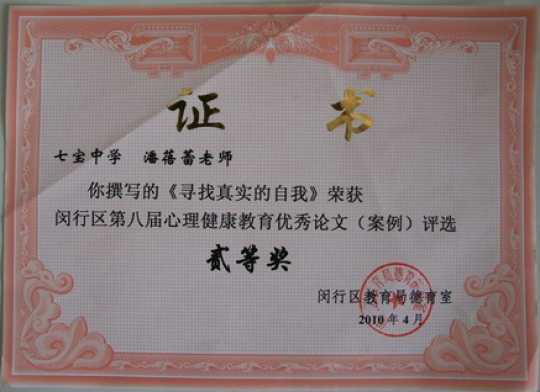 证书
七宝中学 潘蓓蕾老师
你撰写的《寻找真实的自我》荣获
闵行区第八届心理健康教育优秀论文（案例）评选
贰等奖
闵行区教育局德育室
2010年4月